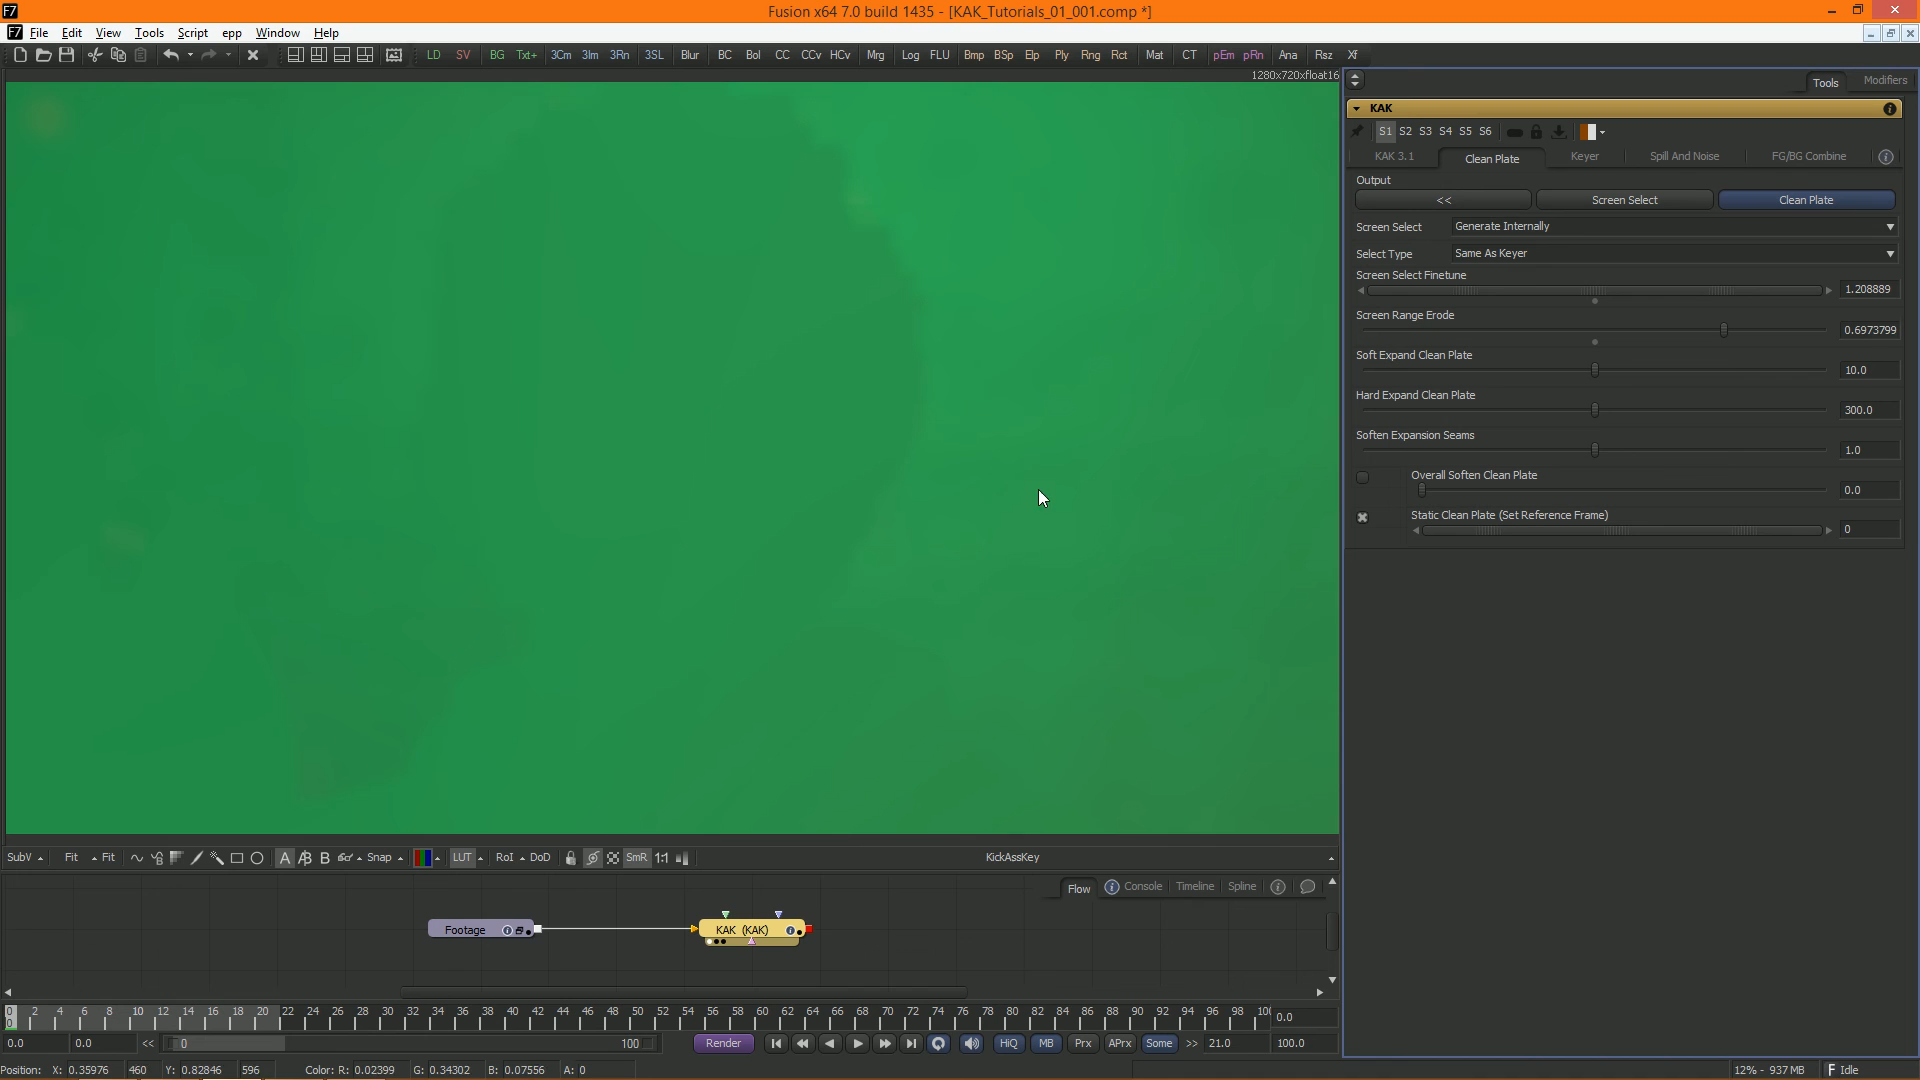 F7 Fusion x64 7.0 build 1435 - [KAK_Tutorials_01_001.comp *]
F7 File Edit View Tools Script epp Window Help
LD SV BG Txt+ 3Cm 3Im 3Rn 3SL Blur BC Bol CC CCv HCv Mrg Log FLU Bmp BSp Elp Ply Rng Rct Mat CT pEm pRn Ana Rsz Xf
1280x720xfloat16
Tools Modifiers
KAK
S1 S2 S3 S4 S5 S6
KAK 3.1 Clean Plate Keyer Spill And Noise FG/BG Combine
Output
<< Screen Select Clean Plate
Screen Select Generate Internally
Select Type Same As Keyer
Screen Select Finetune
1.208889
Screen Range Erode
0.6973799
Soft Expand Clean Plate
10.0
Hard Expand Clean Plate
300.0
Soften Expansion Seams
1.0
Overall Soften Clean Plate
0.0
Static Clean Plate (Set Reference Frame)
0
SubV Fit Fit A B Snap LUT RoI DoD SmR 1:1 KickAssKey
Flow Console Timeline Spline
Footage KAK (KAK)
0 2 4 6 8 10 12 14 16 18 20 22 24 26 28 30 32 34 36 38 40 42 44 46 48 50 52 54 56 58 60 62 64 66 68 70 72 74 76 78 80 82 84 86 88 90 92 94 96 98 100 0.0
0
0.0 0.0 << 0 100 Render HiQ MB Prx APrx Some >> 21.0 100.0
Position: X: 0.35976 460 Y: 0.82846 596 Color: R: 0.02399 G: 0.34302 B: 0.07556 A: 0 12% - 937 MB Idle